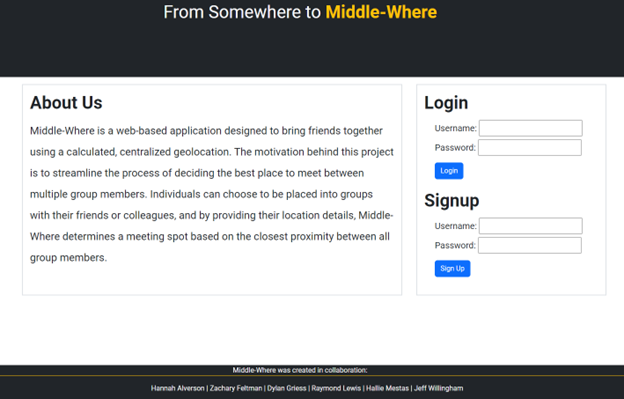 From Somewhere to Middle-Where
About Us
Middle-Where is a web-based application designed to bring friends together
using a calculated, centralized geolocation. The motivation behind this project
is to streamline the process of deciding the best place to meet between
multiple group members. Individuals can choose to be placed into groups
with their friends or colleagues, and by providing their location details, Middle-
Where determines a meeting spot based on the closest proximity between all
group members.
Login
Username:
Password:
Login
Signup
Username:
Password:
Sign Up
Middle-Where was created in collaboration:
Hannah Alverson | Zachary Feltman | Dylan Griess | Raymond Lewis | Hallie Mestas | Jeff Willingham